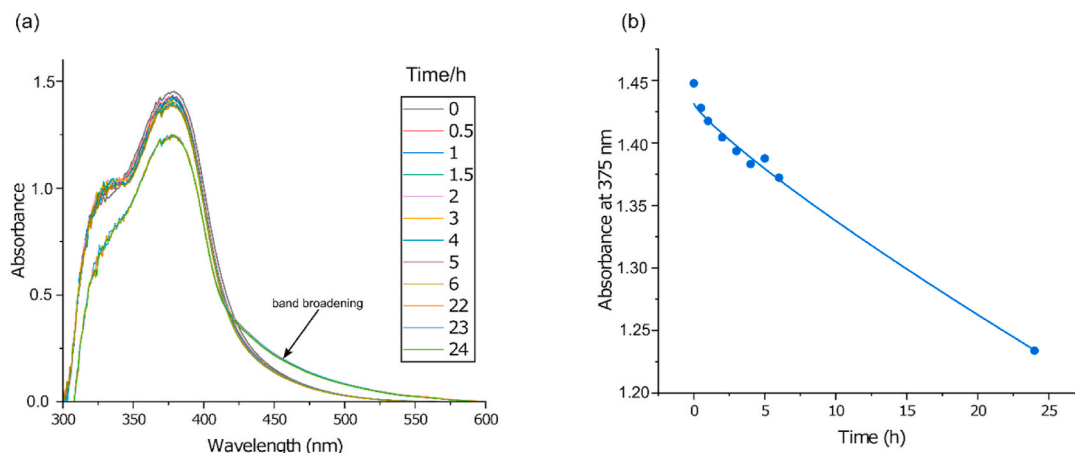 (a)
Time/h
0
0.5
1
1.5
2
3
4
5
6
22
23
24
1.5
1.0
0.5
0.0
Absorbance
band broadening
300 350 400 450 500 550 600
Wavelength (nm)
(b)
1.45
1.40
1.35
1.30
1.25
1.20
Absorbance at 375 nm
0 5 10 15 20 25
Time (h)